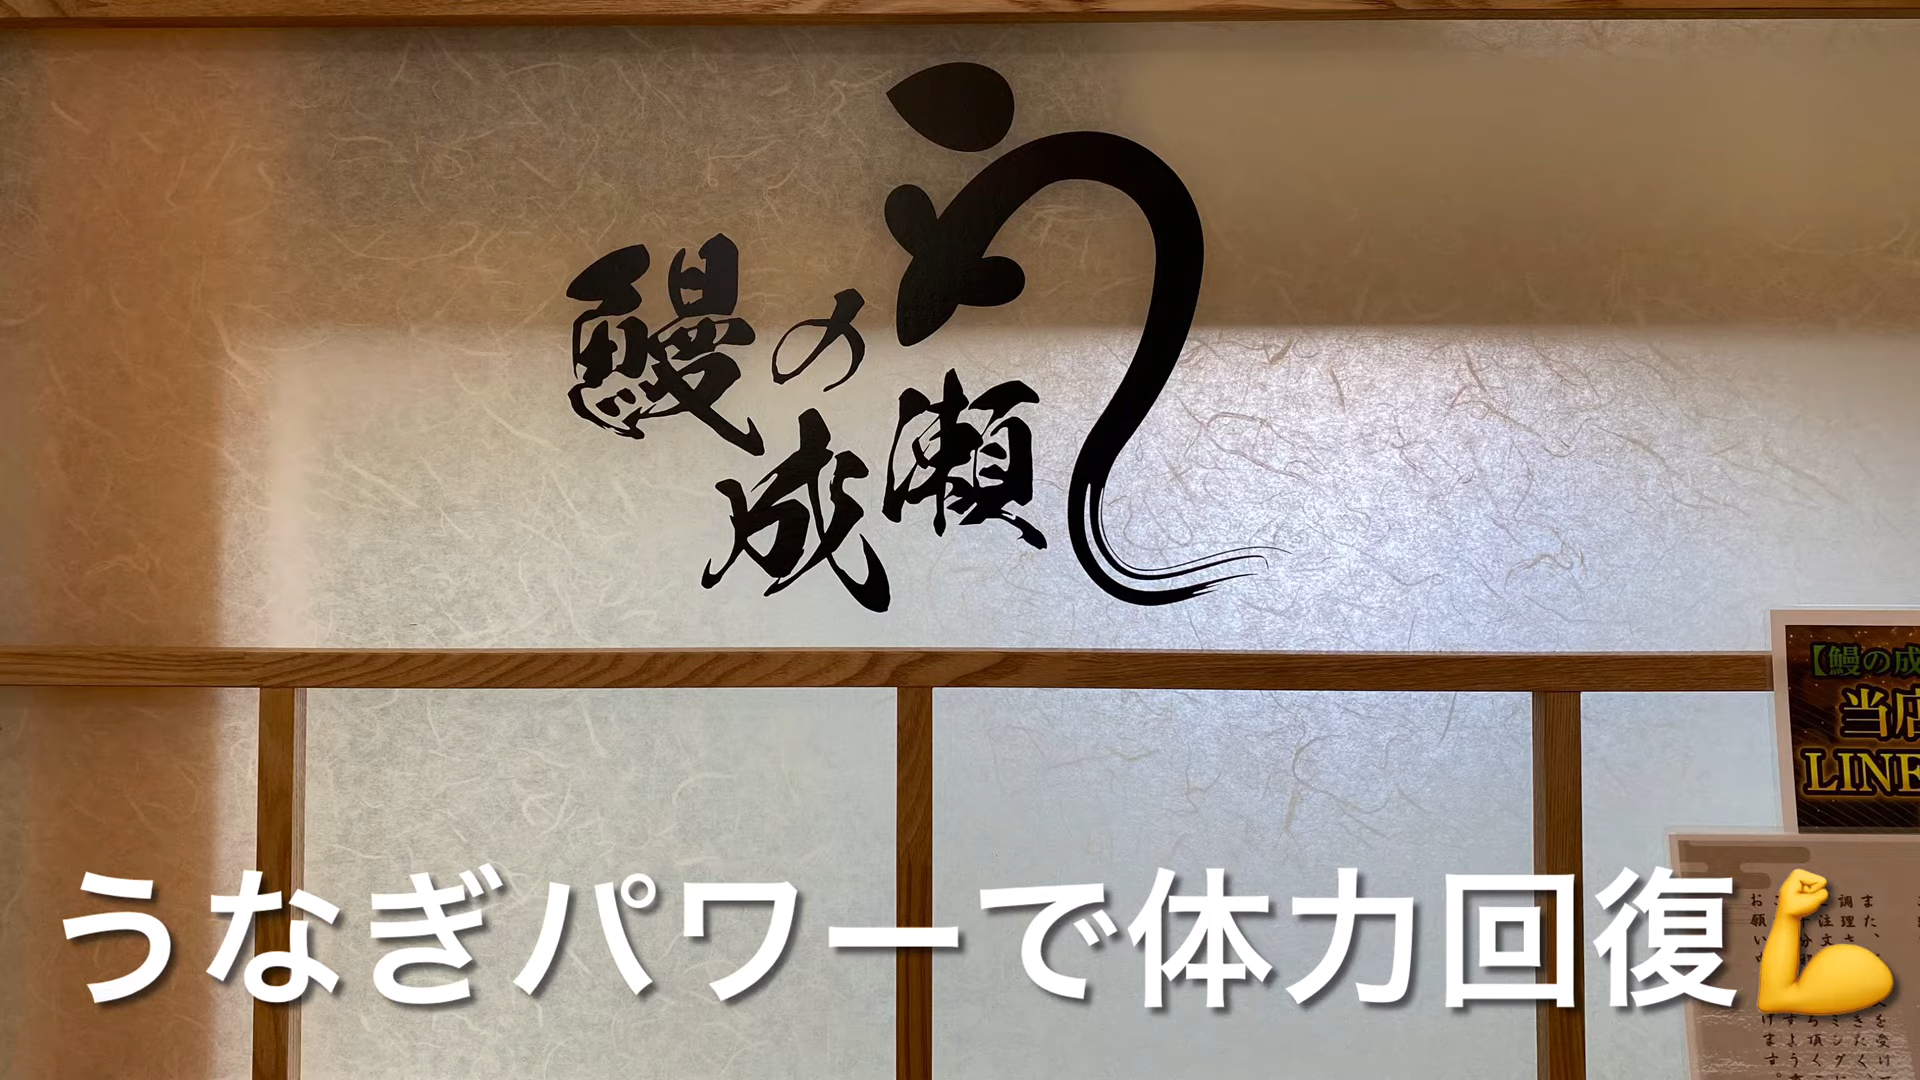 う
鰻の
成瀬
【鰻の成
当店
LINE
うなぎパワーで体力回復💪